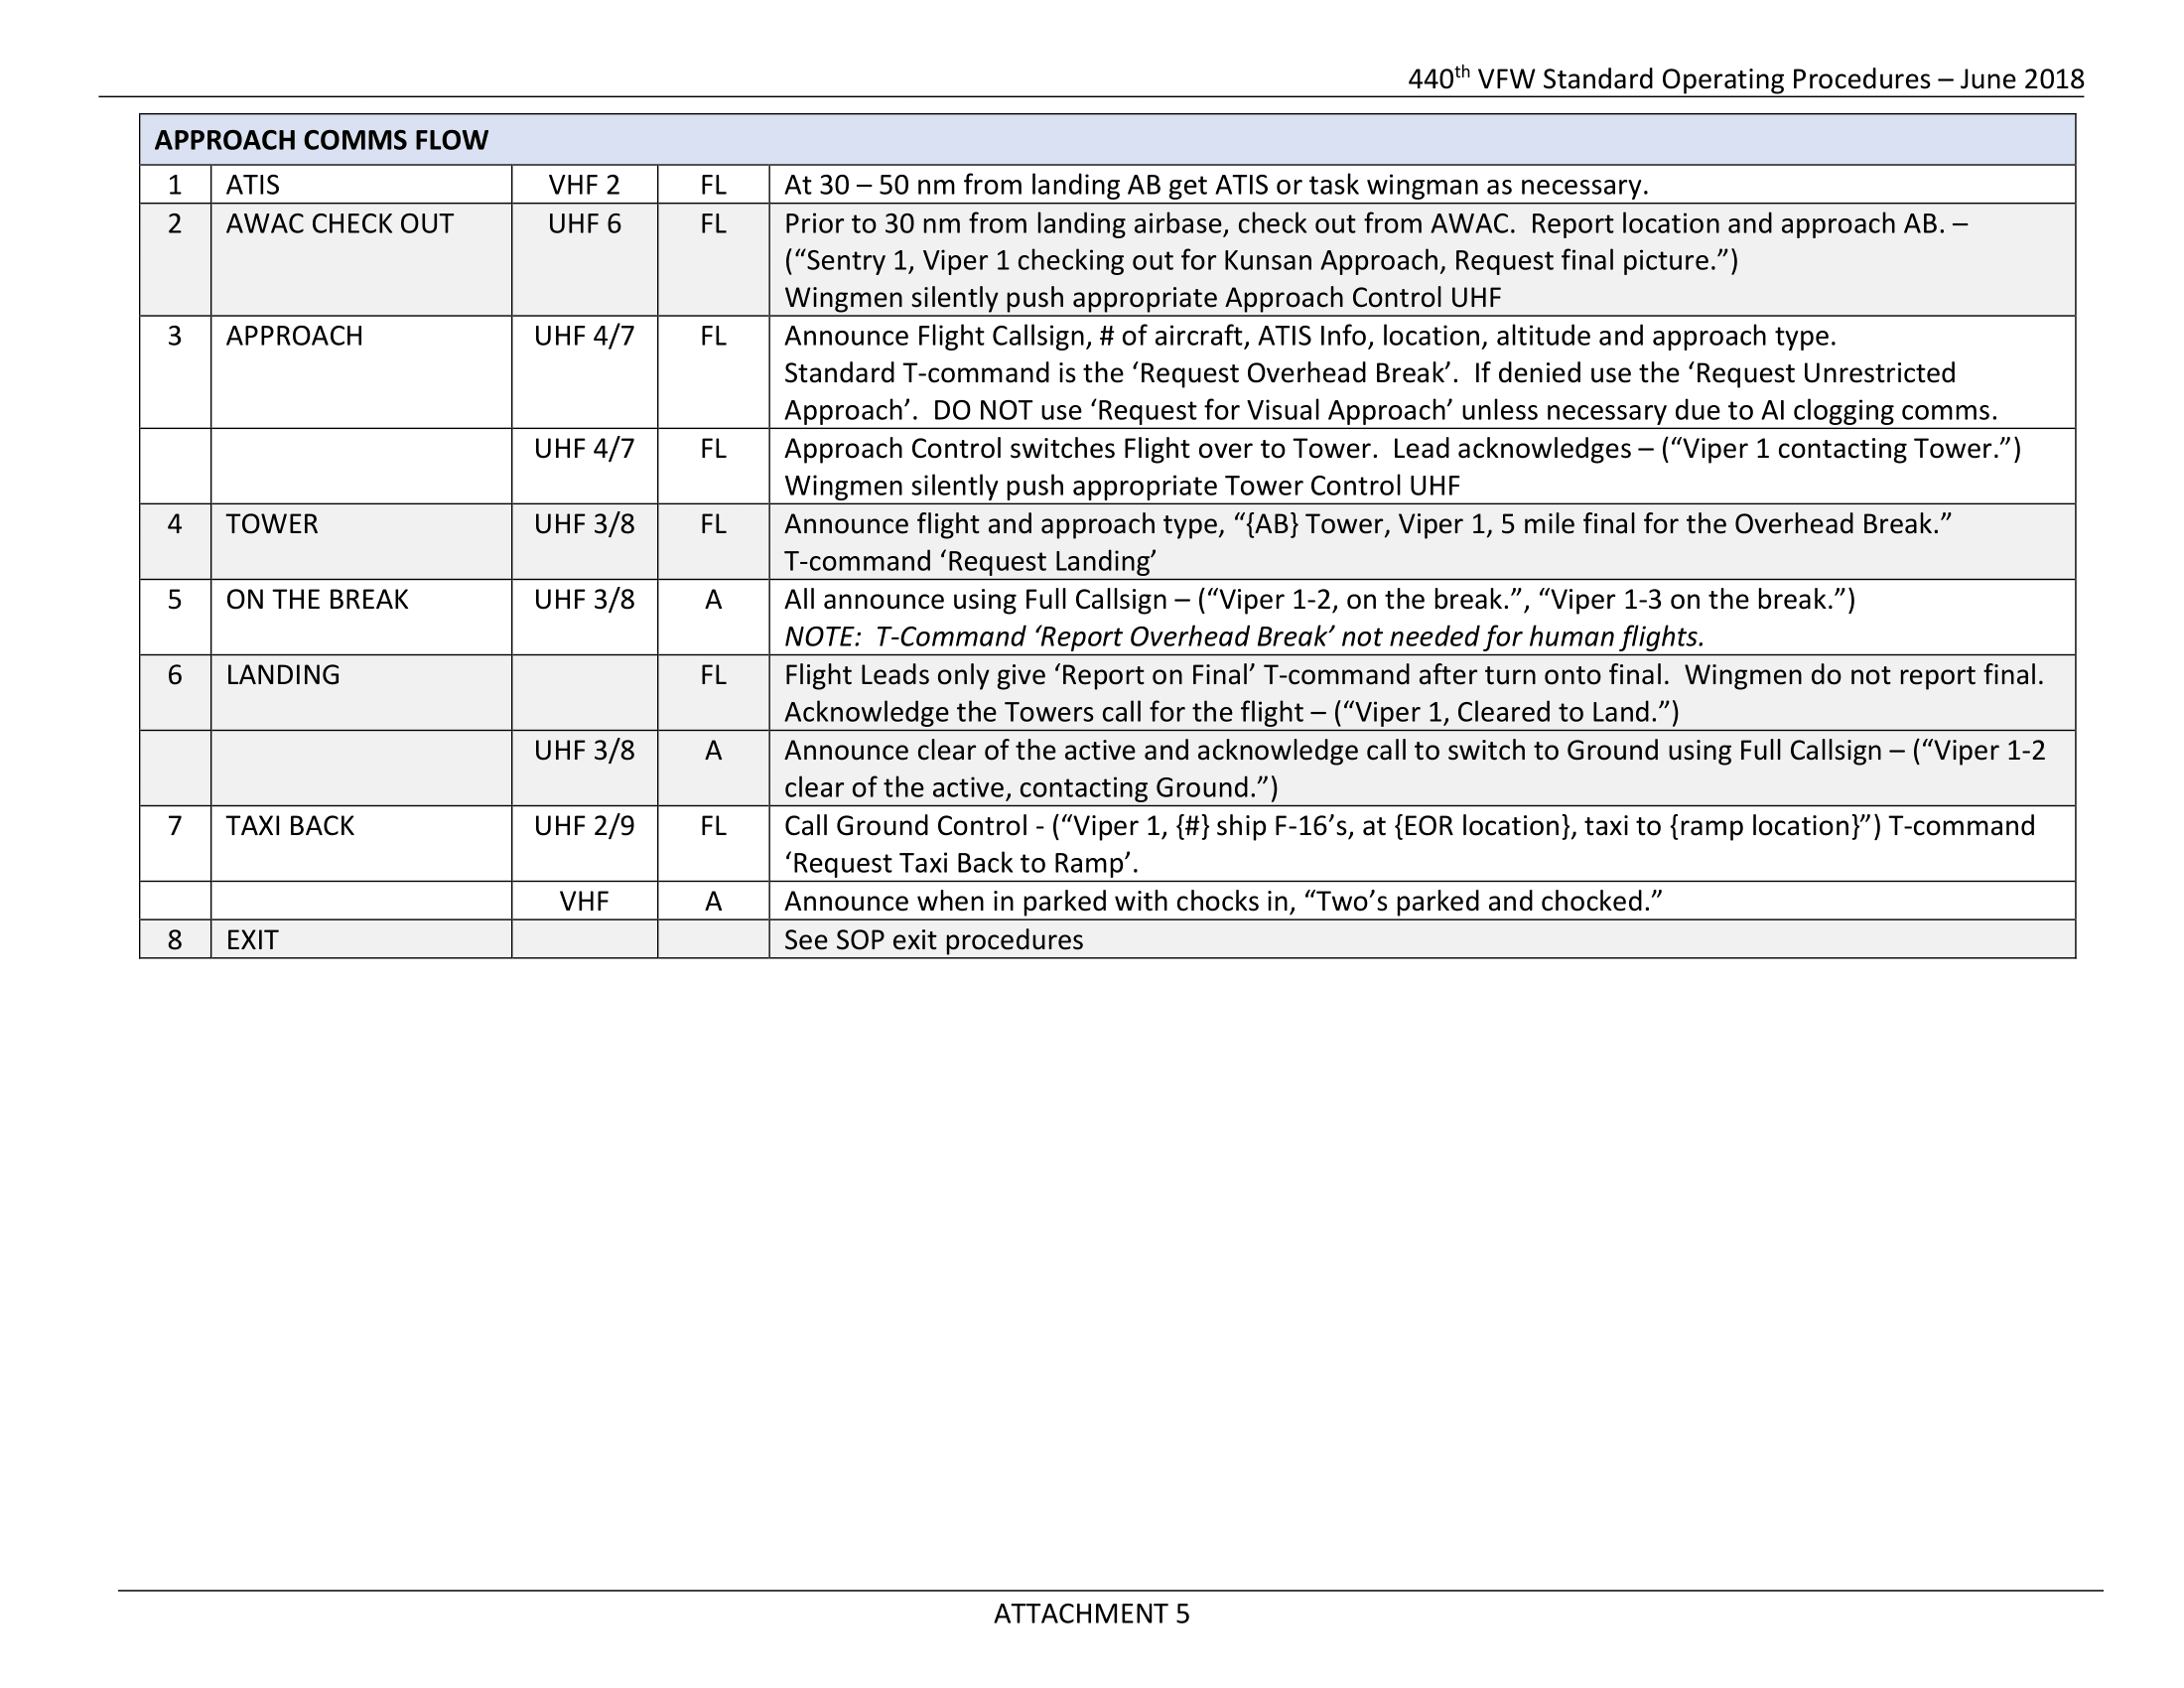 440th VFW Standard Operating Procedures – June 2018
APPROACH COMMS FLOW
1 ATIS VHF 2 FL At 30 – 50 nm from landing AB get ATIS or task wingman as necessary.
2 AWAC CHECK OUT UHF 6 FL Prior to 30 nm from landing airbase, check out from AWAC.  Report location and approach AB. –
(“Sentry 1, Viper 1 checking out for Kunsan Approach, Request final picture.”)
Wingmen silently push appropriate Approach Control UHF
3 APPROACH UHF 4/7 FL Announce Flight Callsign, # of aircraft, ATIS Info, location, altitude and approach type.
Standard T-command is the ‘Request Overhead Break’.  If denied use the ‘Request Unrestricted
Approach’.  DO NOT use ‘Request for Visual Approach’ unless necessary due to AI clogging comms.
UHF 4/7 FL Approach Control switches Flight over to Tower.  Lead acknowledges – (“Viper 1 contacting Tower.”)
Wingmen silently push appropriate Tower Control UHF
4 TOWER UHF 3/8 FL Announce flight and approach type, “{AB} Tower, Viper 1, 5 mile final for the Overhead Break.”
T-command ‘Request Landing’
5 ON THE BREAK UHF 3/8 A All announce using Full Callsign – (“Viper 1-2, on the break.”, “Viper 1-3 on the break.”)
NOTE:  T-Command ‘Report Overhead Break’ not needed for human flights.
6 LANDING FL Flight Leads only give ‘Report on Final’ T-command after turn onto final.  Wingmen do not report final.
Acknowledge the Towers call for the flight – (“Viper 1, Cleared to Land.”)
UHF 3/8 A Announce clear of the active and acknowledge call to switch to Ground using Full Callsign – (“Viper 1-2
clear of the active, contacting Ground.”)
7 TAXI BACK UHF 2/9 FL Call Ground Control - (“Viper 1, {#} ship F-16’s, at {EOR location}, taxi to {ramp location}”) T-command
‘Request Taxi Back to Ramp’.
VHF A Announce when in parked with chocks in, “Two’s parked and chocked.”
8 EXIT See SOP exit procedures
ATTACHMENT 5